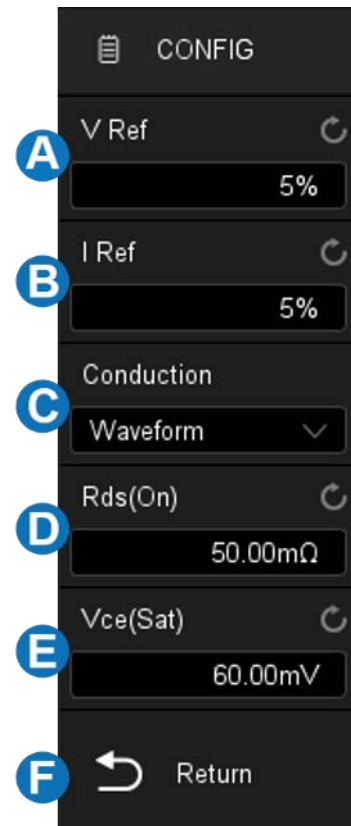 CONFIG
V Ref
A
5%
I Ref
B
5%
Conduction
C
Waveform
Rds(On)
D
50.00mΩ
Vce(Sat)
E
60.00mV
F
Return